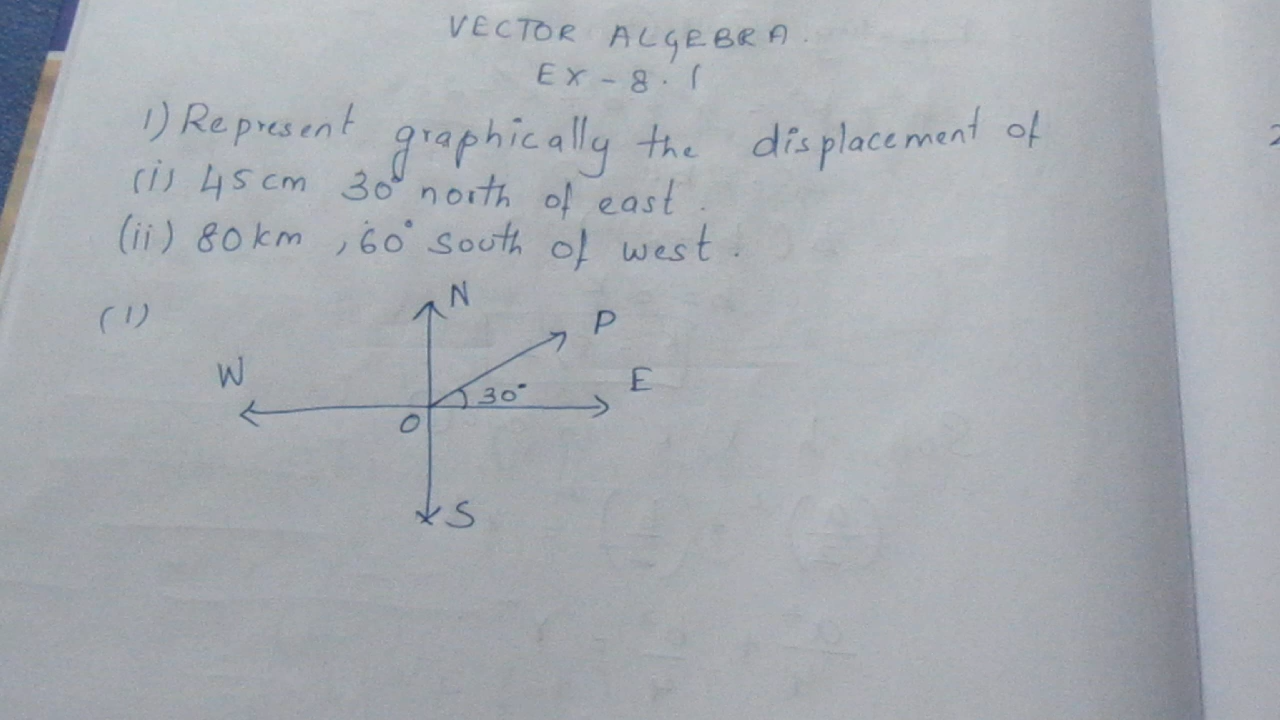 VECTOR ALGEBRA.
EX - 8.1
1) Represent graphically the displacement of
(i) 45 cm 30° north of east.
(ii) 80 km, 60° south of west.
(1)
N
P
W
E
30°
O
S
2